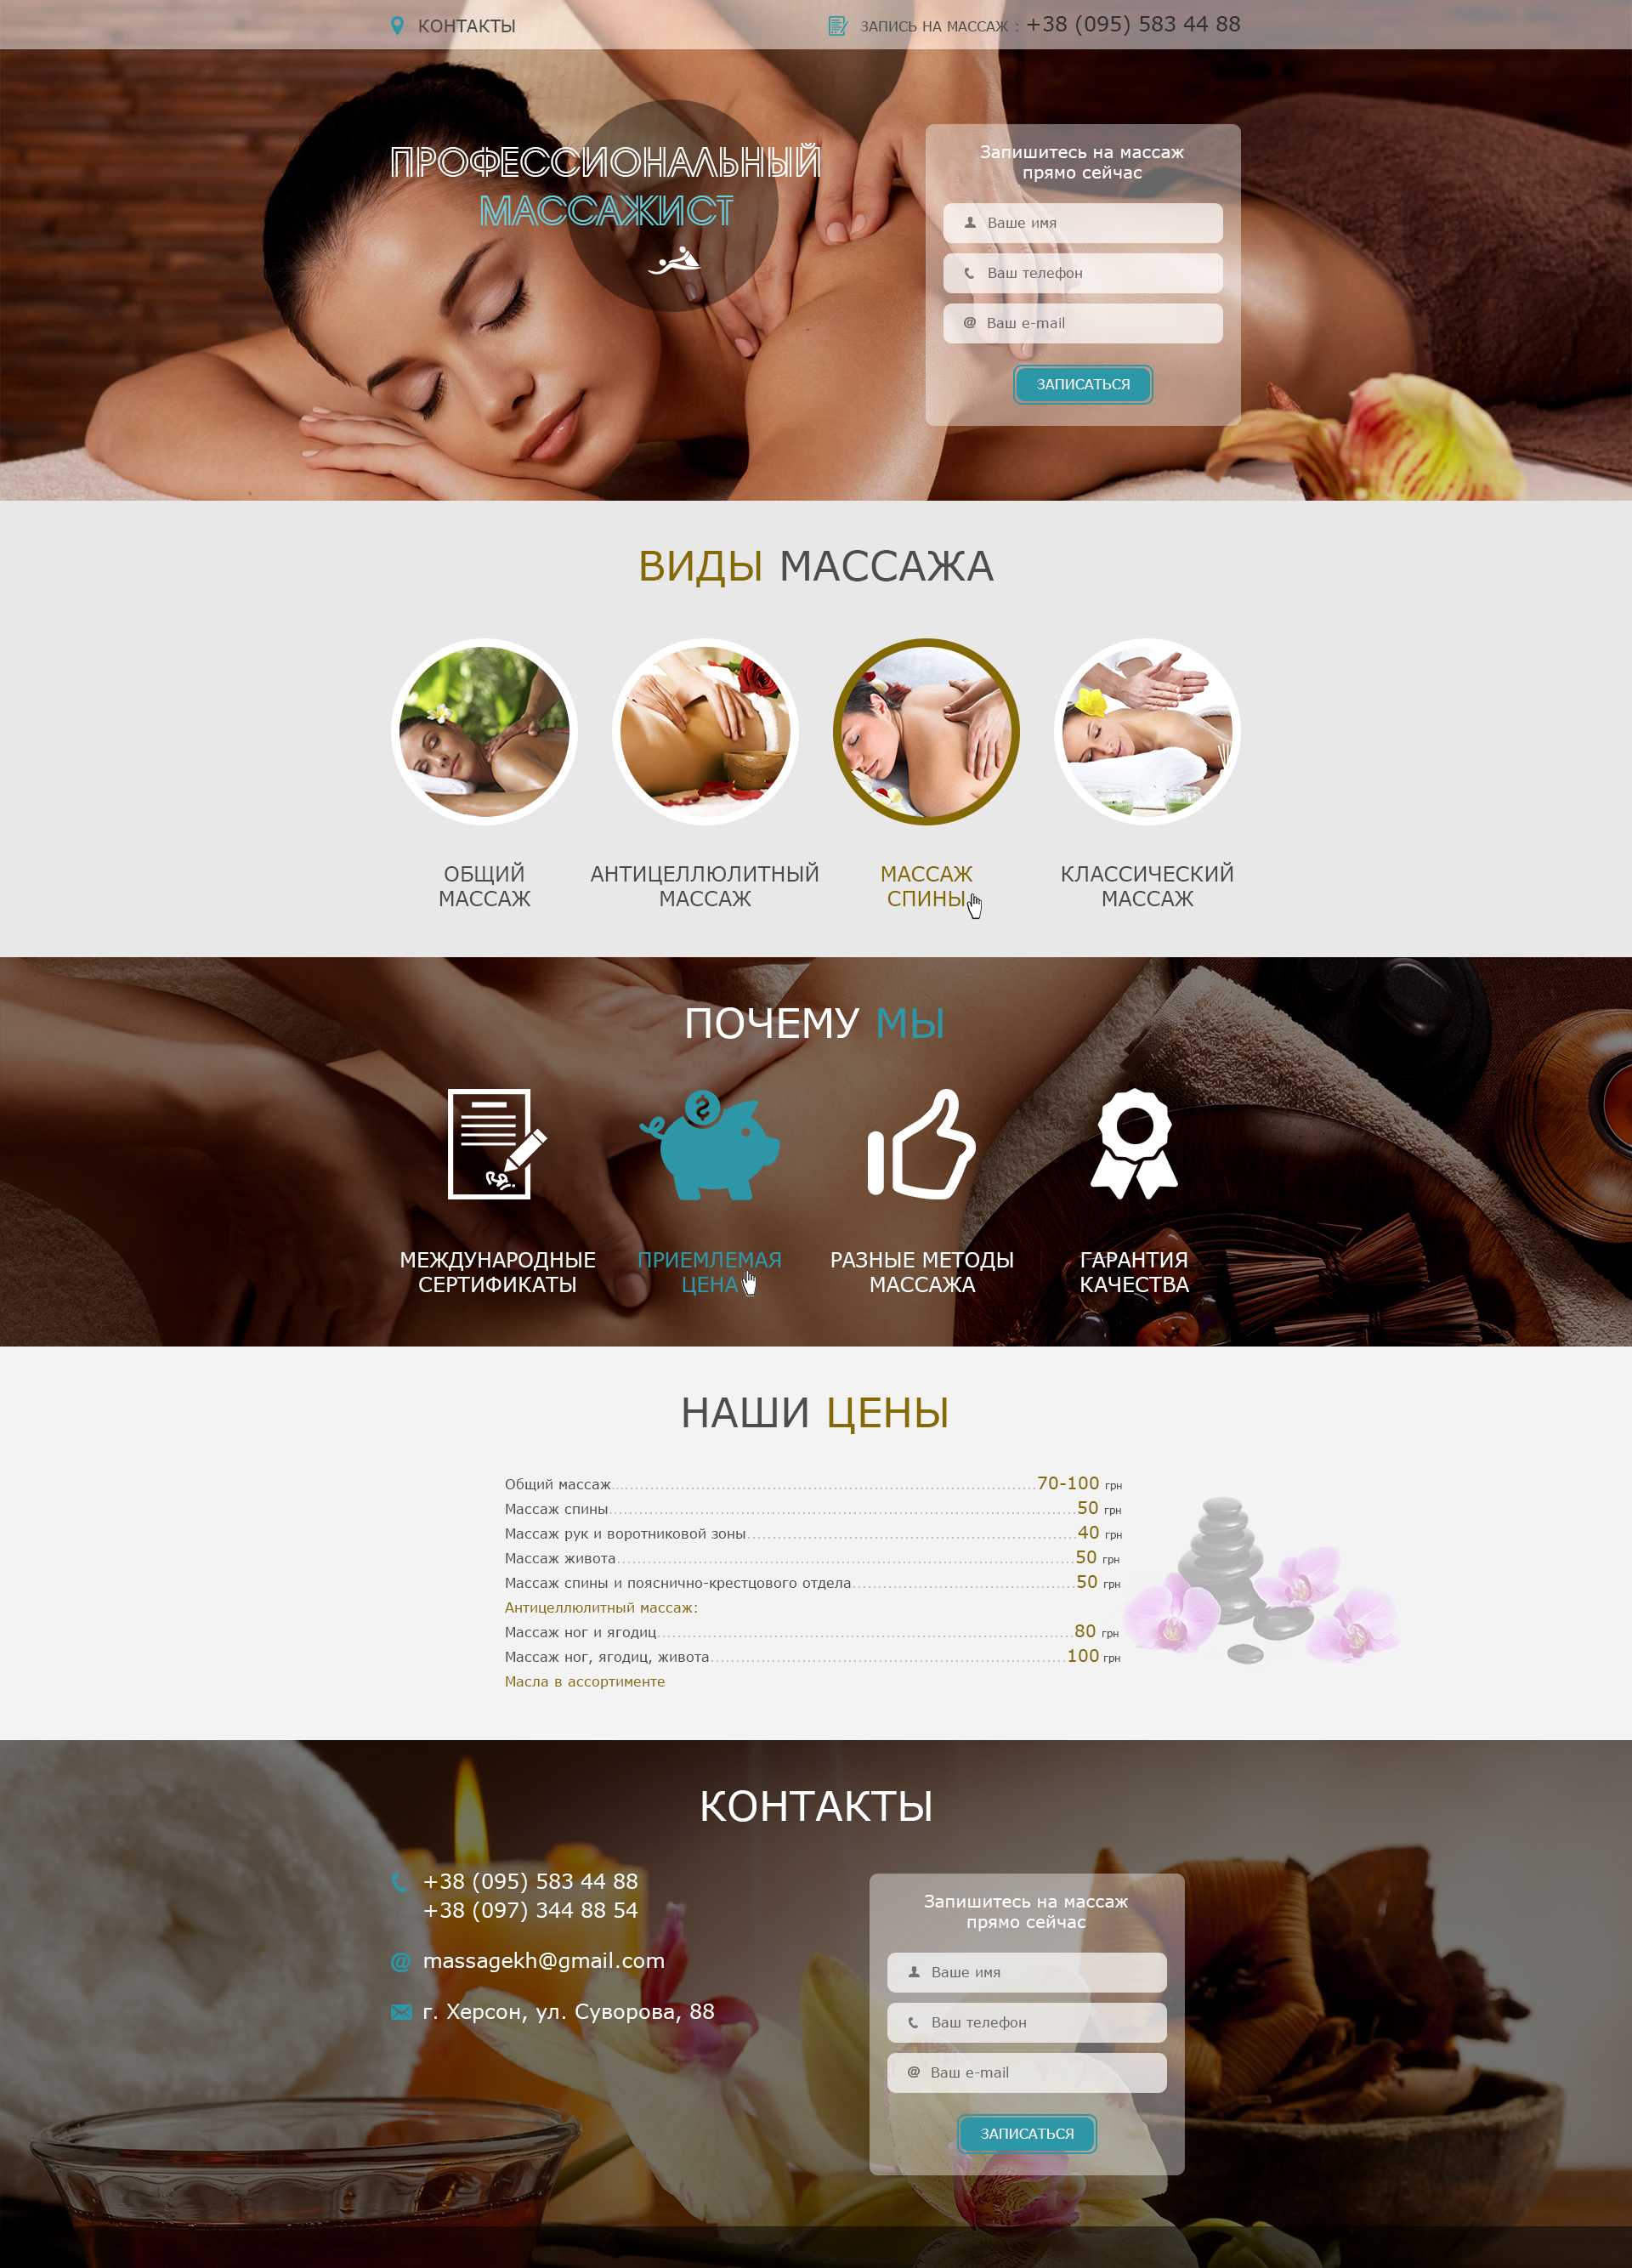 КОНТАКТЫ
ЗАПИСЬ НА МАССАЖ : +38 (095) 583 44 88
ПРОФЕССИОНАЛЬНЫЙ
МАССАЖИСТ
Запишитесь на массаж
прямо сейчас
Ваше имя
Ваш телефон
@ Ваш e-mail
ЗАПИСАТЬСЯ
ВИДЫ МАССАЖА
ОБЩИЙ
МАССАЖ
АНТИЦЕЛЛЮЛИТНЫЙ
МАССАЖ
МАССАЖ
СПИНЫ
КЛАССИЧЕСКИЙ
МАССАЖ
ПОЧЕМУ МЫ
МЕЖДУНАРОДНЫЕ
СЕРТИФИКАТЫ
ПРИЕМЛЕМАЯ
ЦЕНА
РАЗНЫЕ МЕТОДЫ
МАССАЖА
ГАРАНТИЯ
КАЧЕСТВА
НАШИ ЦЕНЫ
Общий массаж........70-100 грн
Массаж спины........50 грн
Массаж рук и воротниковой зоны........40 грн
Массаж живота........50 грн
Массаж спины и пояснично-крестцового отдела........50 грн
Антицеллюлитный массаж:
Массаж ног и ягодиц........80 грн
Массаж ног, ягодиц, живота........100 грн
Масла в ассортименте
КОНТАКТЫ
+38 (095) 583 44 88
+38 (097) 344 88 54
@ massagekh@gmail.com
г. Херсон, ул. Суворова, 88
Запишитесь на массаж
прямо сейчас
Ваше имя
Ваш телефон
@ Ваш e-mail
ЗАПИСАТЬСЯ